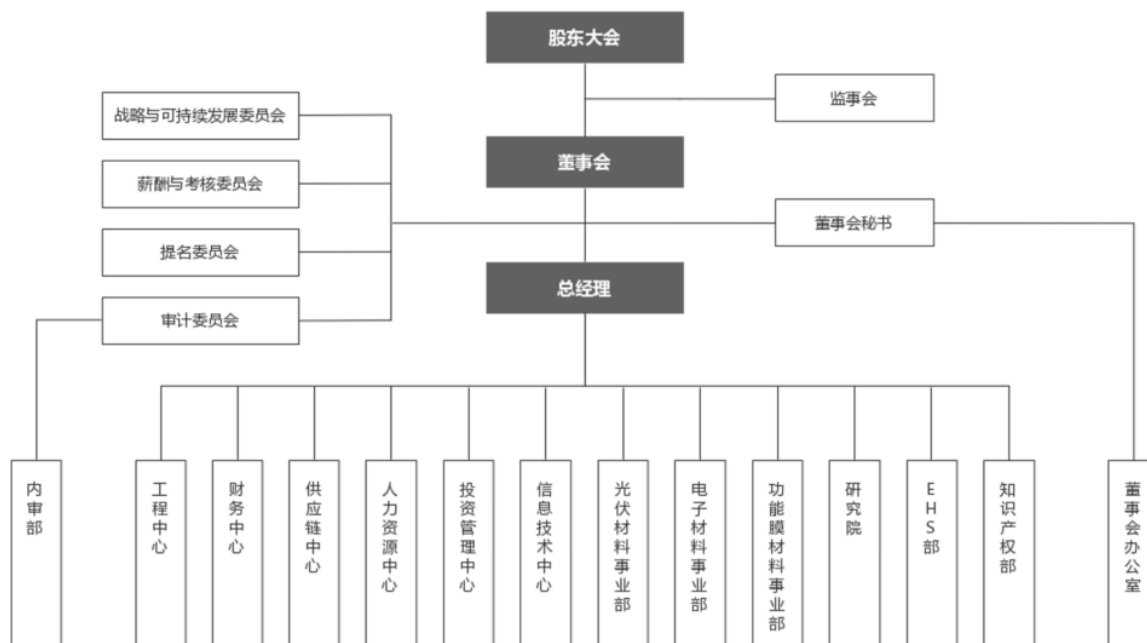 股东大会
监事会
战略与可持续发展委员会
董事会
薪酬与考核委员会
董事会秘书
提名委员会
总经理
审计委员会
内审部
工程中心
财务中心
供应链中心
人力资源中心
投资管理中心
信息技术中心
光伏材料事业部
电子材料事业部
功能膜材料事业部
研究院
EHS部
知识产权部
董事会办公室